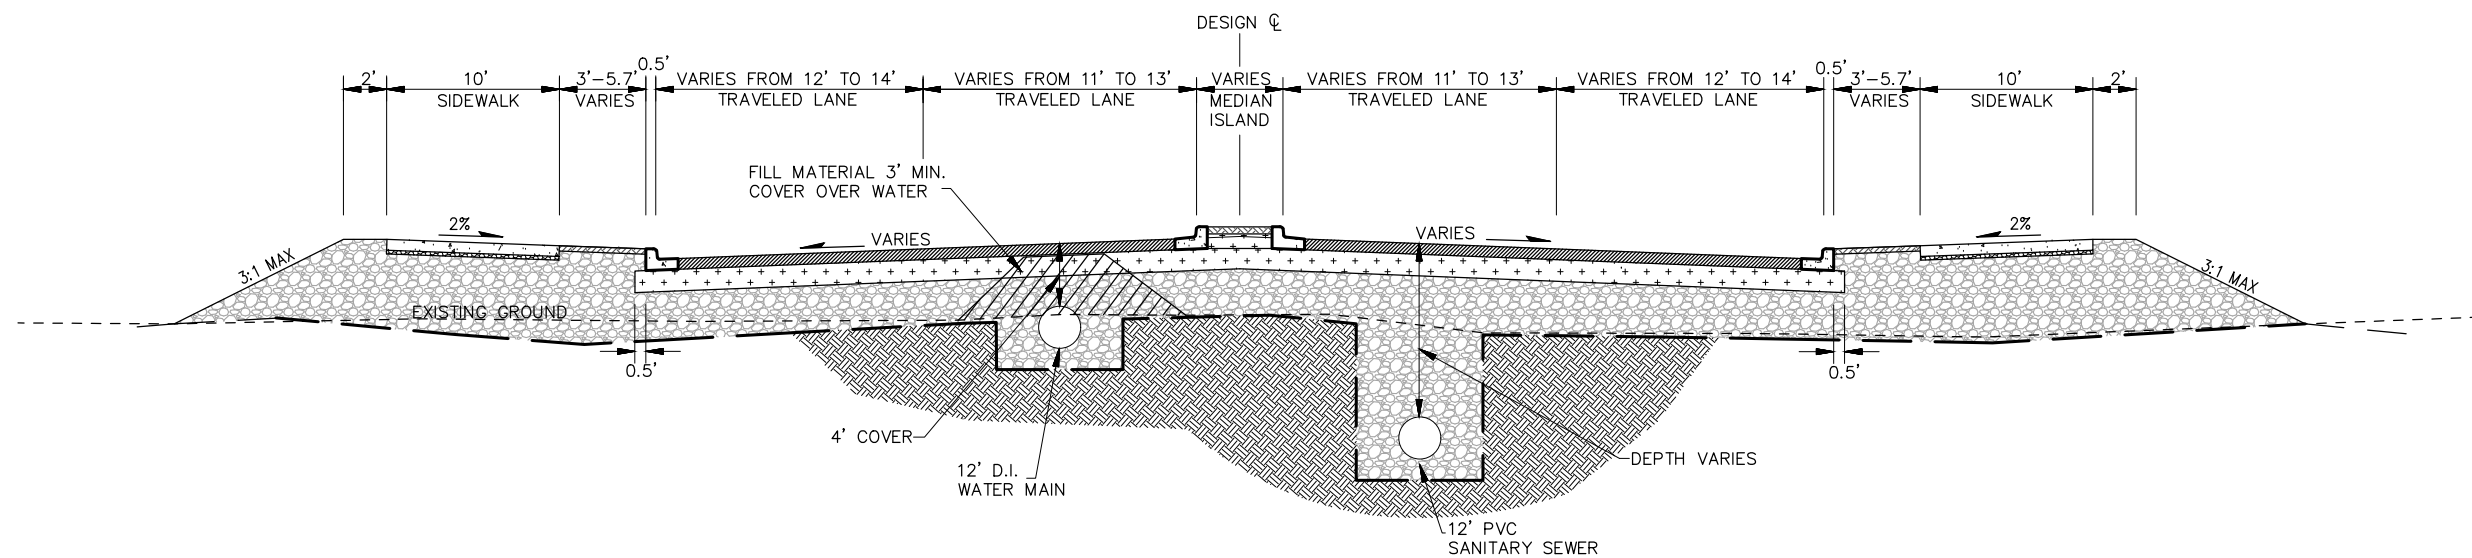 DESIGN ℄
2'
10'
SIDEWALK
3'-5.7'
VARIES
0.5'
VARIES FROM 12' TO 14'
TRAVELED LANE
VARIES FROM 11' TO 13'
TRAVELED LANE
VARIES
MEDIAN
ISLAND
VARIES FROM 11' TO 13'
TRAVELED LANE
VARIES FROM 12' TO 14'
TRAVELED LANE
0.5'
3'-5.7'
VARIES
10'
SIDEWALK
2'
FILL MATERIAL 3' MIN.
COVER OVER WATER
2%
VARIES
VARIES
2%
3:1 MAX
3:1 MAX
EXISTING GROUND
0.5'
0.5'
4' COVER
12' D.I.
WATER MAIN
DEPTH VARIES
12' PVC
SANITARY SEWER